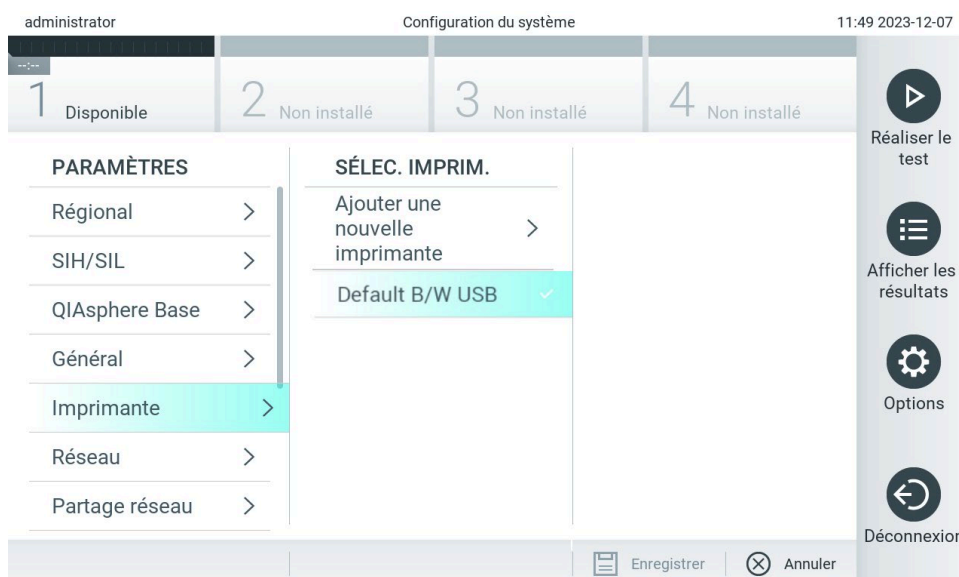 administrator
Configuration du système
11:49 2023-12-07
--:--
1 Disponible
2 Non installé
3 Non installé
4 Non installé
PARAMÈTRES
Régional
SIH/SIL
QIAsphere Base
Général
Imprimante
Réseau
Partage réseau
SÉLEC. IMPRIM.
Ajouter une
nouvelle
imprimante
Default B/W USB
Réaliser le
test
Afficher les
résultats
Options
Déconnexion
Enregistrer
Annuler